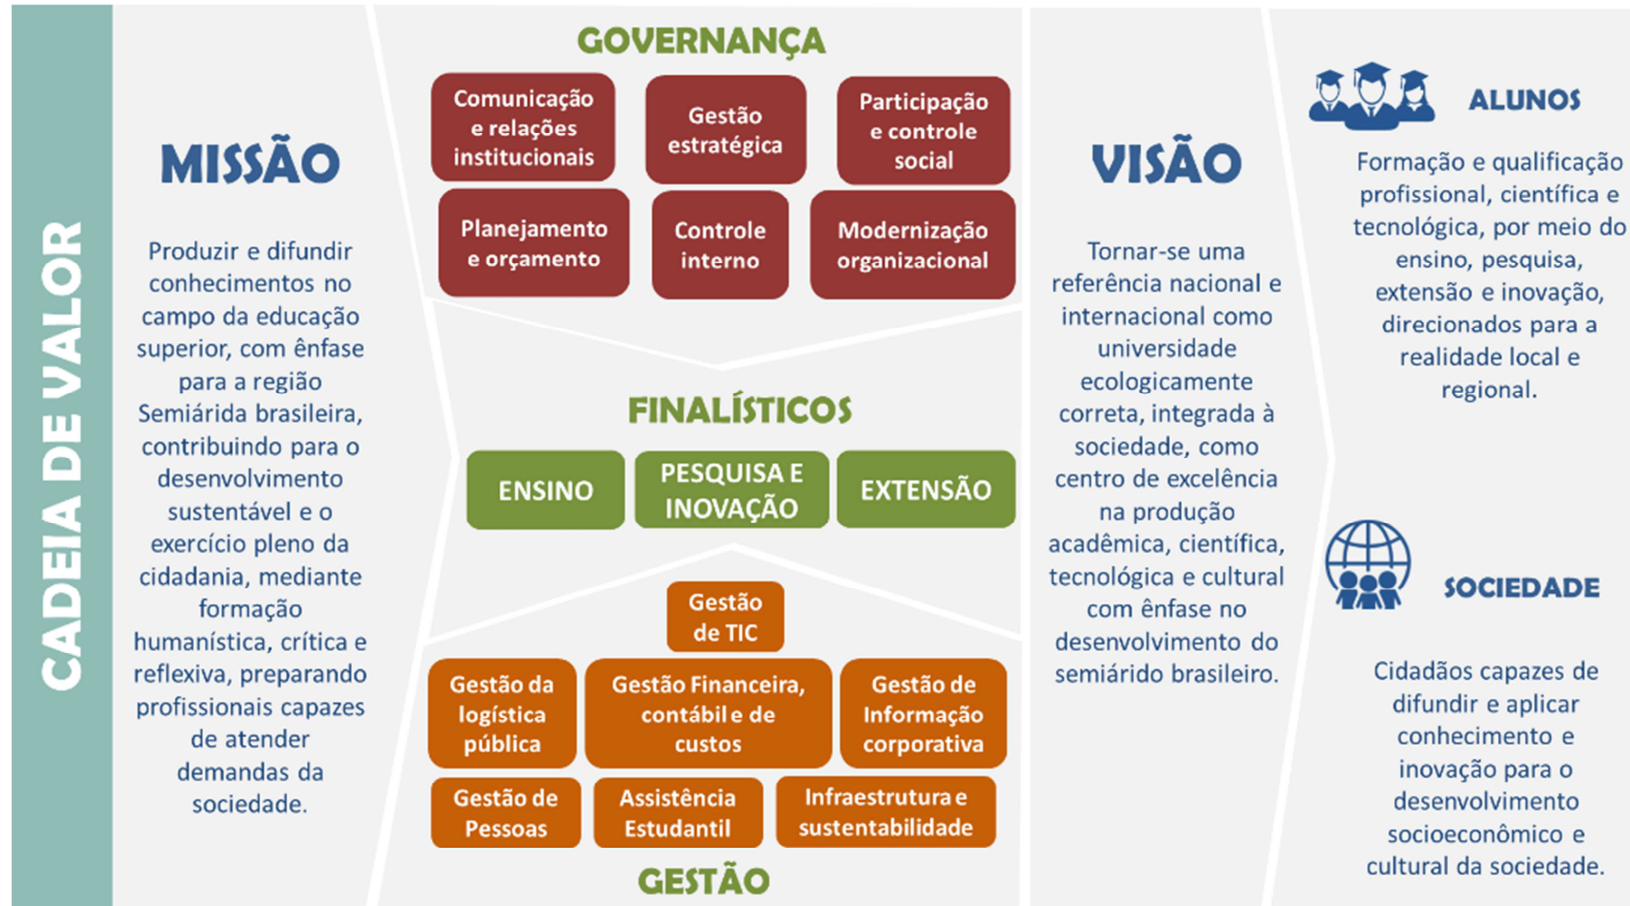 CADEIA DE VALOR
MISSÃO
Produzir e difundir
conhecimentos no
campo da educação
superior, com ênfase
para a região
Semiárida brasileira,
contribuindo para o
desenvolvimento
sustentável e o
exercício pleno da
cidadania, mediante
formação
humanística, crítica e
reflexiva, preparando
profissionais capazes
de atender
demandas da
sociedade.
GOVERNANÇA
Comunicação
e relações
institucionais
Gestão
estratégica
Participação
e controle
social
Planejamento
e orçamento
Controle
interno
Modernização
organizacional
FINALÍSTICOS
ENSINO
PESQUISA E
INOVAÇÃO
EXTENSÃO
Gestão
de TIC
Gestão da
logística
pública
Gestão Financeira,
contábil e de
custos
Gestão de
Informação
corporativa
Gestão de
Pessoas
Assistência
Estudantil
Infraestrutura e
sustentabilidade
GESTÃO
VISÃO
Tornar-se uma
referência nacional e
internacional como
universidade
ecologicamente
correta, integrada à
sociedade, como
centro de excelência
na produção
acadêmica, científica,
tecnológica e cultural
com ênfase no
desenvolvimento do
semiárido brasileiro.
ALUNOS
Formação e qualificação
profissional, científica e
tecnológica, por meio do
ensino, pesquisa,
extensão e inovação,
direcionados para a
realidade local e
regional.
SOCIEDADE
Cidadãos capazes de
difundir e aplicar
conhecimento e
inovação para o
desenvolvimento
socioeconômico e
cultural da sociedade.